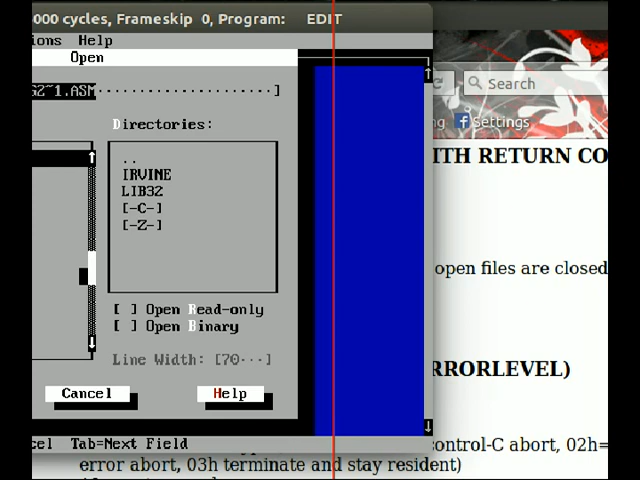 000 cycles, Frameskip 0, Program: EDIT
ions Help
Open
Search
S2~1.ASM
ng Settings
Directories:
ITH RETURN CO
..
IRVINE
LIB32
[-C-]
[-Z-]
open files are closed
[ ] Open Read-only
[ ] Open Binary
Line Width: [70···]
RRORLEVEL)
Cancel Help
cel Tab=Next Field
control-C abort, 02h=
error abort, 03h terminate and stay resident)